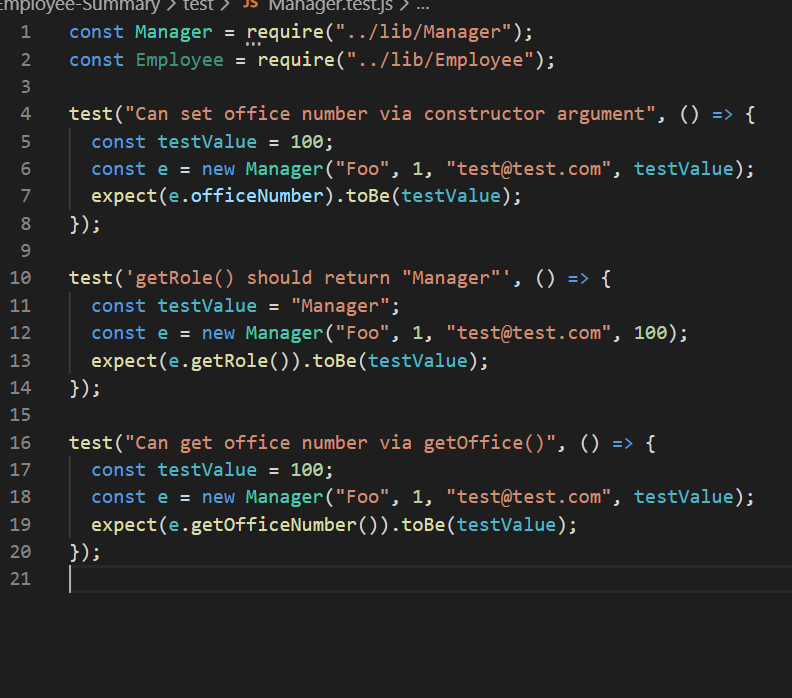 Employee-Summary > test > JS Manager.test.js > ...
1 const Manager = require("../lib/Manager");
2 const Employee = require("../lib/Employee");
3
4 test("Can set office number via constructor argument", () => {
5   const testValue = 100;
6   const e = new Manager("Foo", 1, "test@test.com", testValue);
7   expect(e.officeNumber).toBe(testValue);
8 });
9
10 test('getRole() should return "Manager"', () => {
11   const testValue = "Manager";
12   const e = new Manager("Foo", 1, "test@test.com", 100);
13   expect(e.getRole()).toBe(testValue);
14 });
15
16 test("Can get office number via getOffice()", () => {
17   const testValue = 100;
18   const e = new Manager("Foo", 1, "test@test.com", testValue);
19   expect(e.getOfficeNumber()).toBe(testValue);
20 });
21